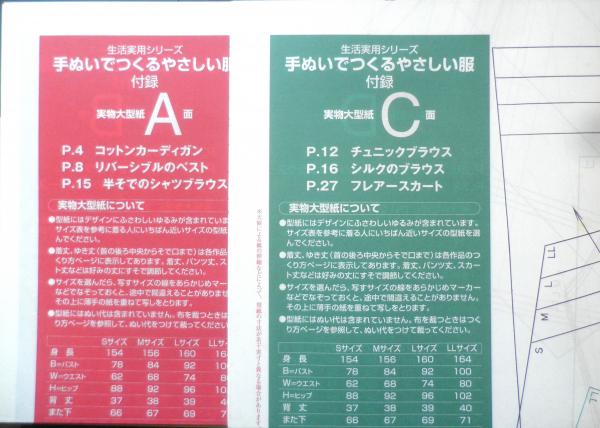 生活実用シリーズ
手ぬいでつくるやさしい服
付録
実物大型紙 A 面
P.4 コットンカーディガン
P.8 リバーシブルのベスト
P.15 半そでのシャツブラウス
実物大型紙について
●型紙にはデザインにふさわしいゆるみが含まれていま
サイズ表を参考に着る人にいちばん近いサイズの型紙
んでください。
●着丈、ゆき丈(首の後ろ中央からそで口まで)は各作品
くり方ページに表示してあります。着丈、パンツ丈、スカ
ト丈などは好みの丈にすそで調節してください。
●サイズを選んだら、写すサイズの線をあらかじめマーカ
などでなぞっておくと、途中で間違えることがありませ
その上に薄手の紙を重ねて写しをとります。
●型紙にはぬい代は含まれていません。布を裁つときはつ
方ページを参照して、ぬい代をつけて裁ってください
Sサイズ Mサイズ Lサイズ LLサイ
身長 154 156 160 164
B=バスト 78 84 92 100
W=ウエスト 62 68 74 80
H=ヒップ 88 92 96 102
背丈 37 38 39 40
また下 66 67 69 71
生活実用シリーズ
手ぬいでつくるやさしい服
付録
実物大型紙 C 面
P.12 チュニックブラウス
P.16 シルクのブラウス
P.27 フレアースカート
実物大型紙について
●型紙にはデザインにふさわしいゆるみが含まれています。
サイズ表を参考に着る人にいちばん近いサイズの型紙を選
んでください。
●着丈、ゆき丈(首の後ろ中央からそで口まで)は各作品のつ
くり方ページに表示してあります。着丈、パンツ丈、スカー
ト丈などは好みの丈にすそで調節してください。
●サイズを選んだら、写すサイズの線をあらかじめマーカー
などでなぞっておくと、途中で間違えることがありません。
その上に薄手の紙を重ねて写しをとります。
●型紙にはぬい代は含まれていません。布を裁つときはつく
り方ページを参照して、ぬい代をつけて裁ってください。
Sサイズ Mサイズ Lサイズ LLサイズ
身長 154 156 160 164
B=バスト 78 84 92 100
W=ウエスト 62 68 74 80
H=ヒップ 88 92 96 102
背丈 37 38 39 40
また下 66 67 69 71
S M L LL
LL